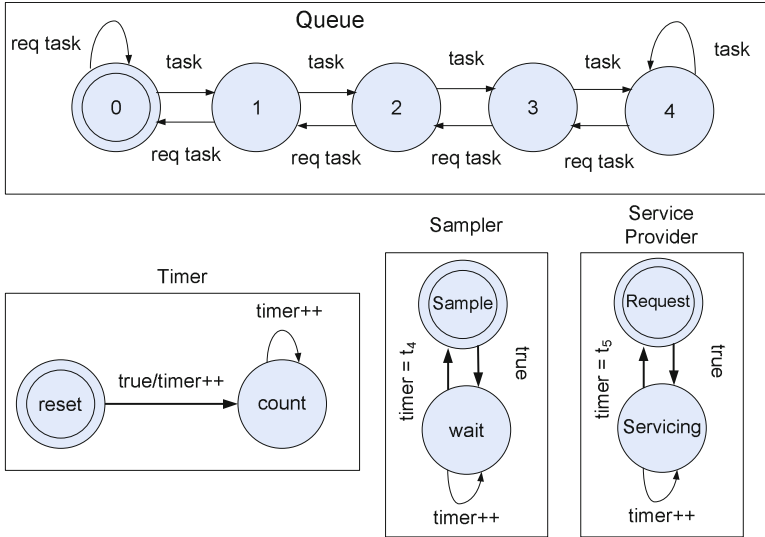 Queue
req task
task
task
task
task
task
0
1
2
3
4
req task
req task
req task
req task
Sampler
Service
Provider
Timer
timer++
true/timer++
reset
count
Sample
timer = t4
true
wait
timer++
Request
timer = t5
true
Servicing
timer++